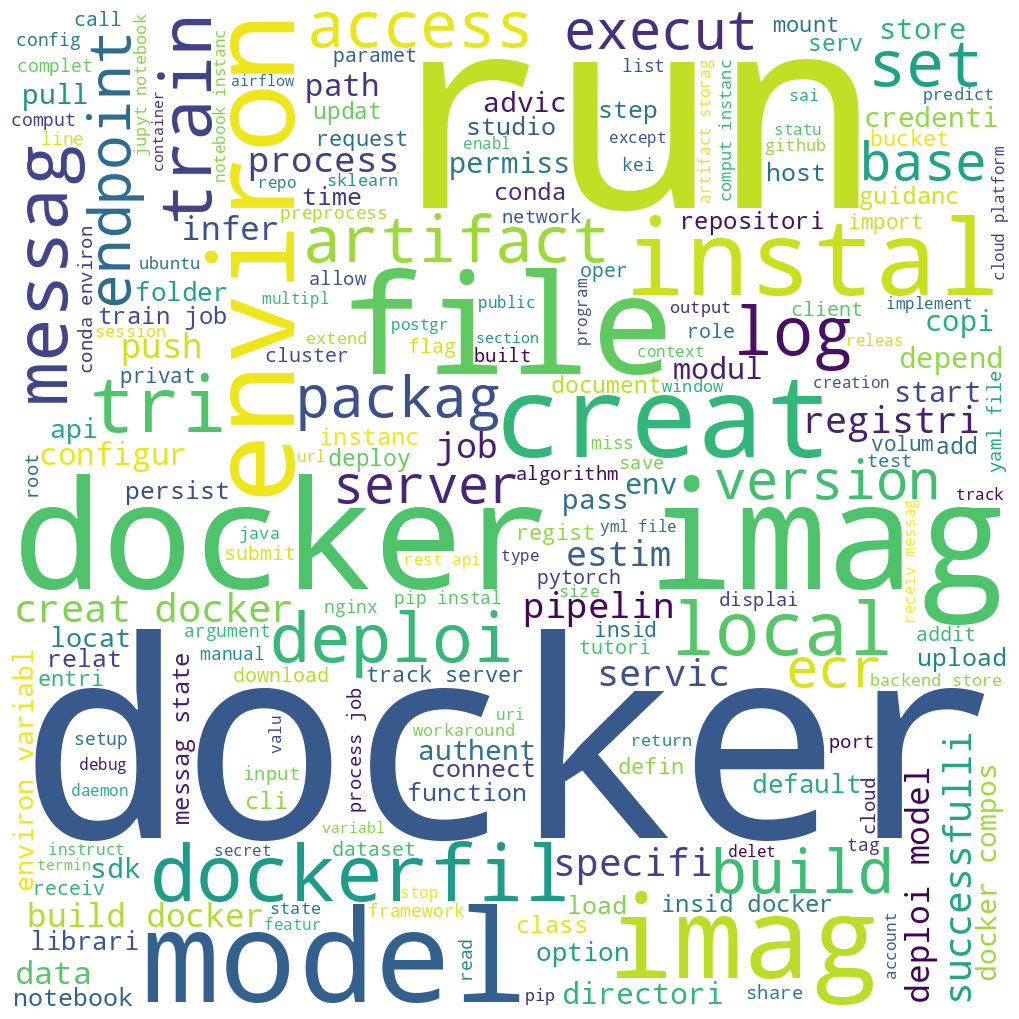 call
config
complet
pull
comput
line
messag
endpoint
jupyt notebook
container
train
notebook instanc
airflow
environ
access
paramet
path
updat
request
process
repo
sklearn
time
preprocess
infer
run
advic
studio
enabl
permiss
conda
network
execut
step
except
list
kei
mount
serv
store
set
artifact storag
comput instanc
sai
statu
github
predict
credenti
bucket
host
base
guidanc
repositori
import
cloud platform
artifact
instal
conda environ
ubuntu
folder
train job
session
push
privat
tri
allow
multipl
cluster
extend
file
public
postgr
flag
section
built
oper
program
output
role
client
implement
copi
log
context
modul
releas
document
window
creation
depend
start
packag
creat
registri
yaml file
api
configur
root
persist
instanc
url
deploy
job
server
algorithm
miss
save
env
pass
version
volum
add
test
track
docker
imag
java
submit
regist
yml file
rest api
type
estim
receiv messag
pytorch
size
creat docker
nginx
pip instal
pipelin
displai
local
locat
argument
manual
deploi
insid
tutori
addit
relat
entri
download
track server
servic
ecr
upload
backend store
environ variabl
messag state
docker
setup
debug
daemon
valu
process job
input
cli
variabl
workaround
uri
authent
connect
function
return
defin
port
default
cloud
tag
deploi model
successfulli
docker compos
instruct
termin
secret
dataset
sdk
receiv
dockerfil
specifi
delet
build
build docker
state
featur
stop
framework
load
class
insid docker
librari
data
notebook
model
read
option
pip
directori
imag
share
account